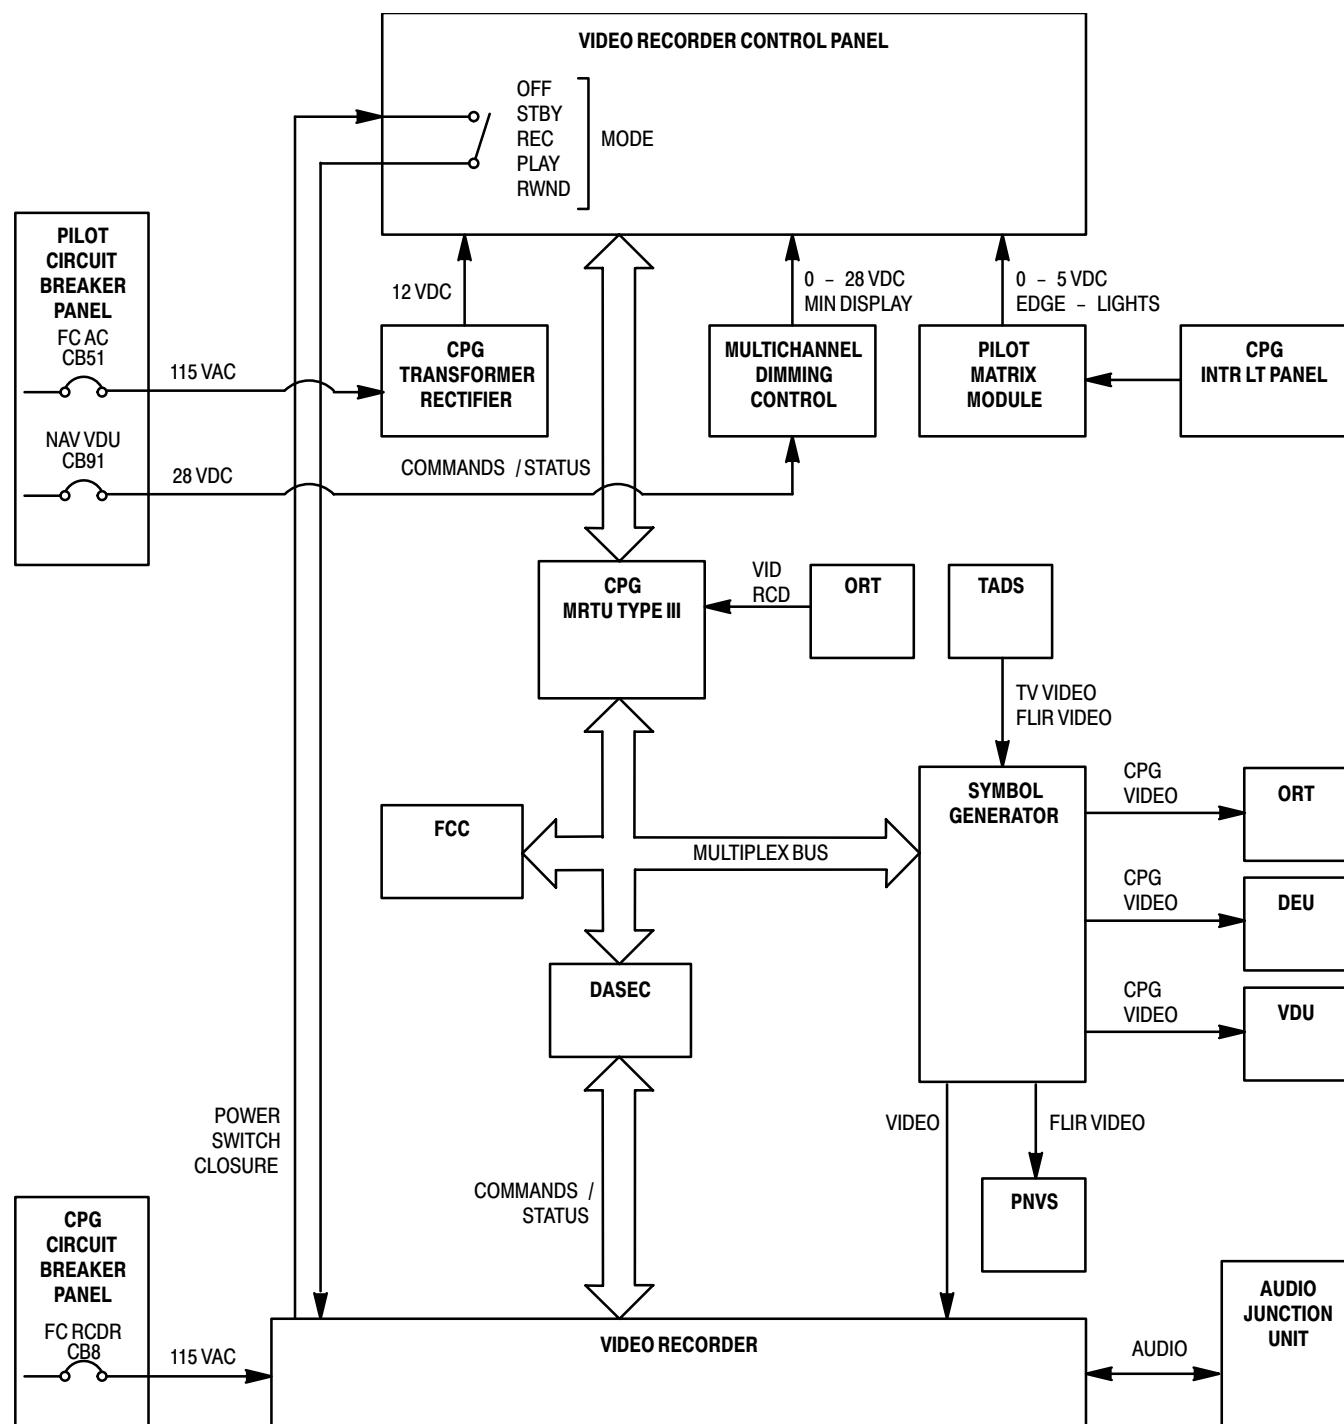 VIDEO RECORDER CONTROL PANEL
OFF
STBY
REC
PLAY
RWND
MODE
PILOT
CIRCUIT
BREAKER
PANEL
FC AC
CB51
115 VAC
NAV VDU
CB91
28 VDC
12 VDC
0 – 28 VDC
MIN DISPLAY
0 – 5 VDC
EDGE – LIGHTS
CPG
TRANSFORMER
RECTIFIER
MULTICHANNEL
DIMMING
CONTROL
PILOT
MATRIX
MODULE
CPG
INTR LT PANEL
COMMANDS / STATUS
CPG
MRTU TYPE III
VID
RCD
ORT
TADS
TV VIDEO
FLIR VIDEO
FCC
MULTIPLEX BUS
SYMBOL
GENERATOR
CPG
VIDEO
ORT
CPG
VIDEO
DEU
CPG
VIDEO
VDU
DASEC
POWER
SWITCH
CLOSURE
COMMANDS /
STATUS
VIDEO
FLIR VIDEO
PNVS
CPG
CIRCUIT
BREAKER
PANEL
FC RCDR
CB8
115 VAC
VIDEO RECORDER
AUDIO
AUDIO
JUNCTION
UNIT